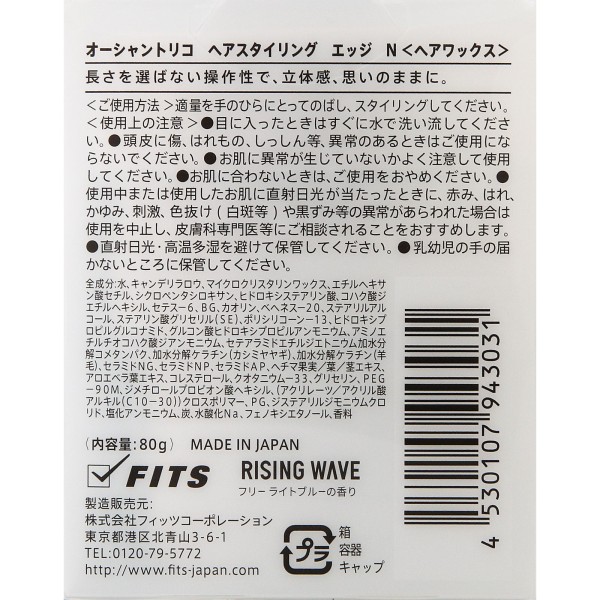 オーシャントリコ ヘアスタイリング エッジ N＜ヘアワックス＞
長さを選ばない操作性で、立体感、思いのままに。
＜ご使用方法＞適量を手のひらにとってのばし、スタイリングしてください。
＜使用上の注意＞●目に入ったときはすぐに水で洗い流してくださ
い。●頭皮に傷、はれもの、しっしん等、異常のあるときはご使用にな
らないでください。●お肌に異常が生じていないかよく注意して使用
してください。●お肌に合わないときは、ご使用をおやめください。●
使用中または使用したお肌に直射日光が当たったときに、赤み、はれ、
かゆみ、刺激、色抜け(白斑等)や黒ずみ等の異常があらわれた場合は
使用を中止し、皮膚科専門医等にご相談されることをおすすめします。
●直射日光・高温多湿を避けて保管してください。●乳幼児の手の届
かないところに保管してください。
全成分:水、キャンデリラロウ、マイクロクリスタリンワックス、エチルヘキサ
ン酸セチル、シクロペンタシロキサン、ヒドロキシステアリン酸、コハク酸ジ
エチルヘキシル、セテス-6、BG、カオリン、ベヘネス-20、ステアリルアル
コール、ステアリン酸グリセリル(SE)、ポリシリコーン-13、ヒドロキシプ
ロピルグルコナミド、グルコン酸ヒドロキシプロピルアンモニウム、アミノエ
チルチオコハク酸ジアンモニウム、セテアラミドエチルジエトニウム加水分
解コメタンパク、加水分解ケラチン(カシミヤヤギ)、加水分解ケラチン(羊
毛)、セラミドNG、セラミドNP、セラミドAP、ヘチマ果実/葉/茎エキス、
アロエベラ葉エキス、コレステロール、クオタニウム-33、グリセリン、PEG
-90M、ジメチロールプロピオン酸ヘキシル、(アクリレーツ/アクリル酸
アルキル(C10-30))クロスポリマー、PG、ジステアリルジモニウムクロ
リド、塩化アンモニウム、炭、水酸化Na、フェノキシエタノール、香料
(内容量:80g) MADE IN JAPAN
FITS RISING WAVE
フリー ライトブルーの香り
製造販売元:
株式会社フィッツコーポレーション
東京都港区北青山3-6-1
TEL:0120-79-5772
http://www.fits-japan.com
プラ
箱
容器
キャップ
4 530107 943031